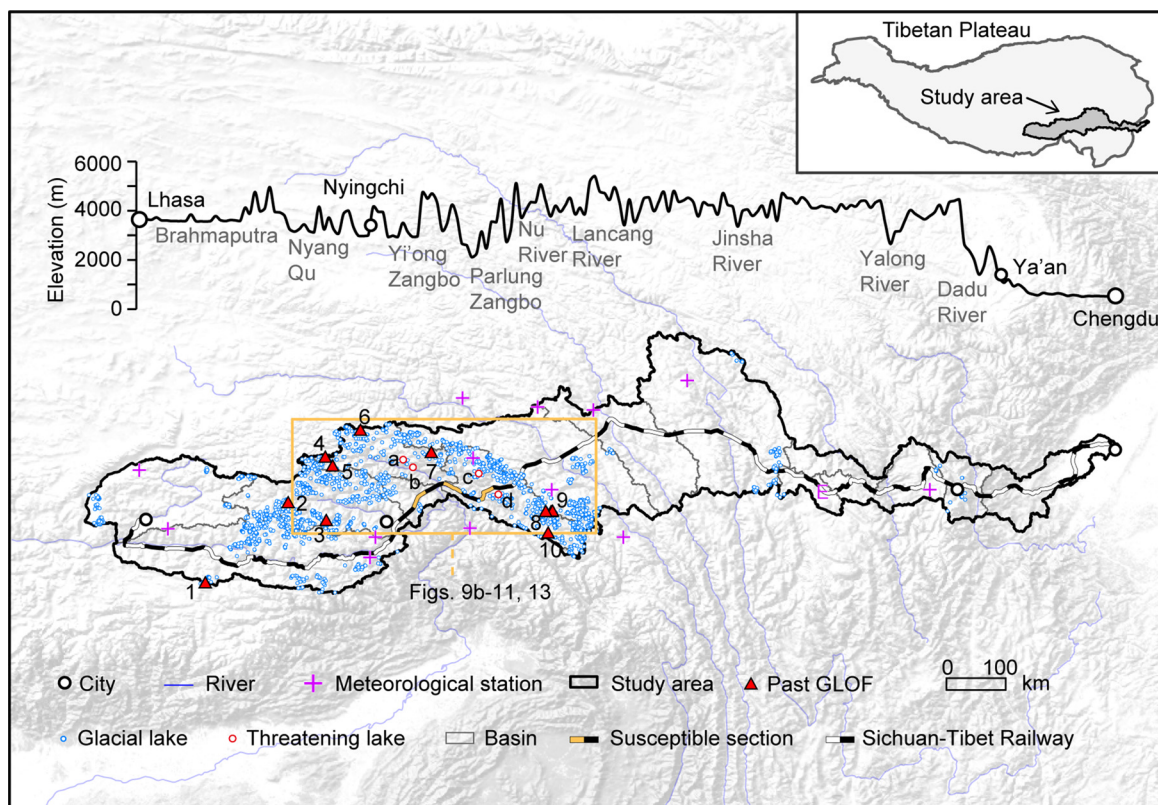 Tibetan Plateau
Study area
6000
4000
2000
0
Elevation (m)
Lhasa
Nyingchi
Brahmaputra
Nyang
Qu
Yi'ong
Zangbo
Parlung
Zangbo
Nu
River
Lancang
River
Jinsha
River
Yalong
River
Dadu
River
Ya'an
Chengdu
6
4
5
7
a
b
c
d
2
3
9
8
10
1
Figs. 9b-11, 13
0 100
km
City
River
Meteorological station
Study area
Past GLOF
Glacial lake
Threatening lake
Basin
Susceptible section
Sichuan-Tibet Railway